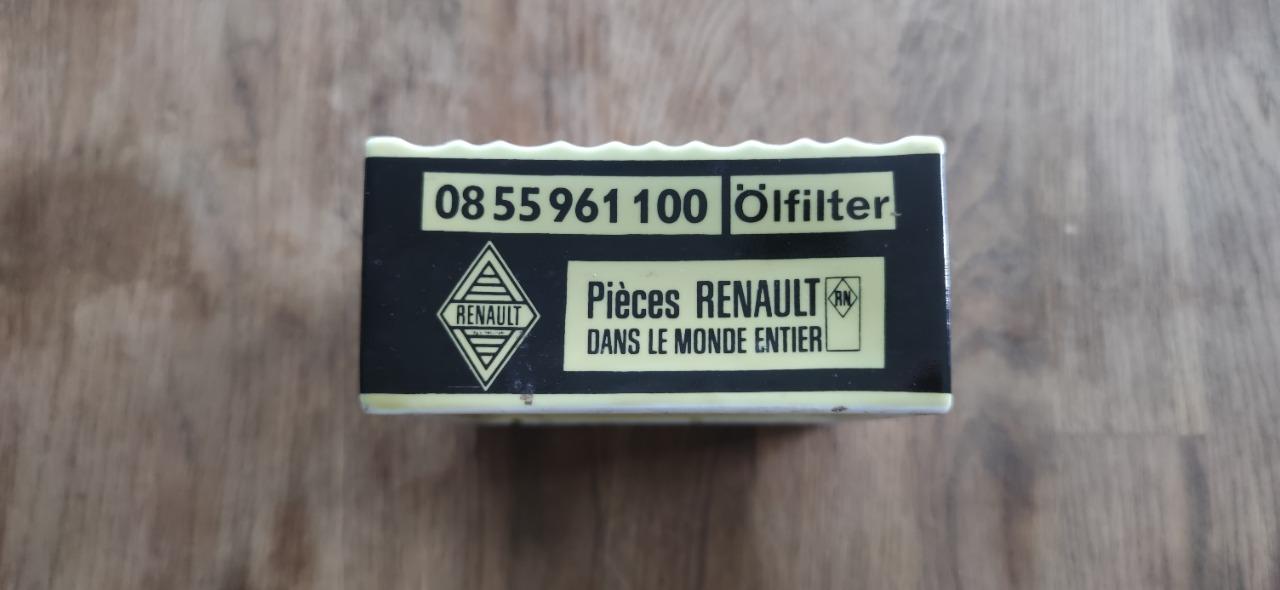 08 55 961 100 Ölfilter
RENAULT
Pièces RENAULT RN
DANS LE MONDE ENTIER